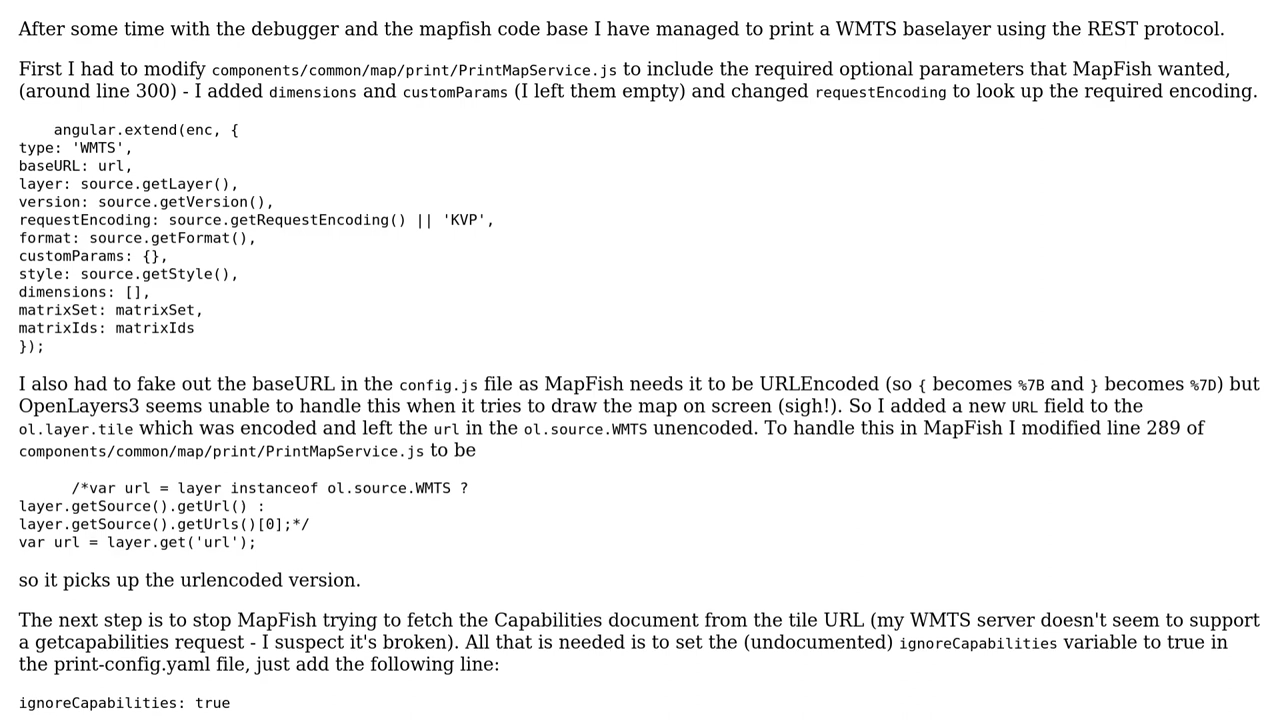 After some time with the debugger and the mapfish code base I have managed to print a WMTS baselayer using the REST protocol.
First I had to modify components/common/map/print/PrintMapService.js to include the required optional parameters that MapFish wanted,
(around line 300) - I added dimensions and customParams (I left them empty) and changed requestEncoding to look up the required encoding.
angular.extend(enc, {
type: 'WMTS',
baseURL: url,
layer: source.getLayer(),
version: source.getVersion(),
requestEncoding: source.getRequestEncoding() || 'KVP',
format: source.getFormat(),
customParams: {},
style: source.getStyle(),
dimensions: [],
matrixSet: matrixSet,
matrixIds: matrixIds
});
I also had to fake out the baseURL in the config.js file as MapFish needs it to be URLEncoded (so { becomes %7B and } becomes %7D) but
OpenLayers3 seems unable to handle this when it tries to draw the map on screen (sigh!). So I added a new URL field to the
ol.layer.tile which was encoded and left the url in the ol.source.WMTS unencoded. To handle this in MapFish I modified line 289 of
components/common/map/print/PrintMapService.js to be
/*var url = layer instanceof ol.source.WMTS ?
layer.getSource().getUrl() :
layer.getSource().getUrls()[0];*/
var url = layer.get('url');
so it picks up the urlencoded version.
The next step is to stop MapFish trying to fetch the Capabilities document from the tile URL (my WMTS server doesn't seem to support
a getcapabilities request - I suspect it's broken). All that is needed is to set the (undocumented) ignoreCapabilities variable to true in
the print-config.yaml file, just add the following line:
ignoreCapabilities: true